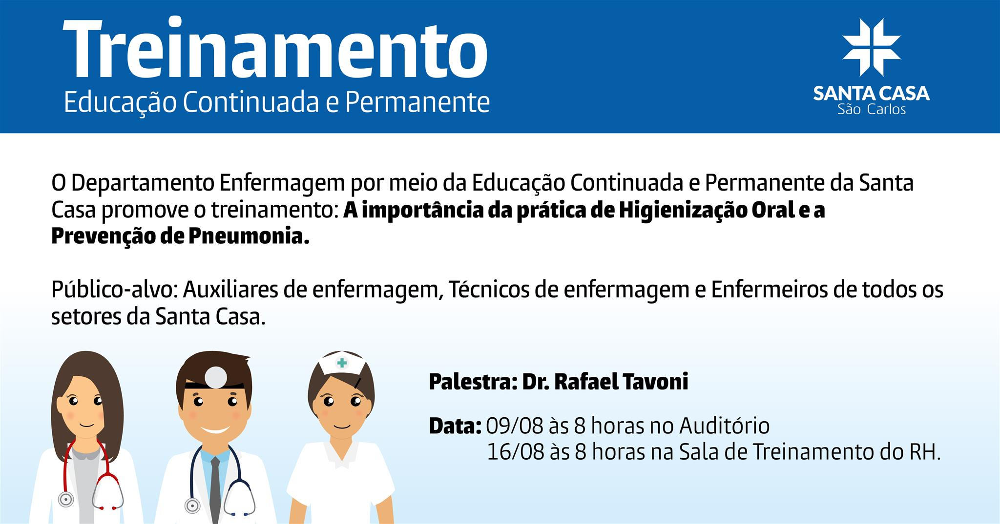 Treinamento
Educação Continuada e Permanente
SANTA CASA
São Carlos
O Departamento Enfermagem por meio da Educação Continuada e Permanente da Santa
Casa promove o treinamento: A importância da prática de Higienização Oral e a
Prevenção de Pneumonia.
Público-alvo: Auxiliares de enfermagem, Técnicos de enfermagem e Enfermeiros de todos os
setores da Santa Casa.
Palestra: Dr. Rafael Tavoni
Data: 09/08 às 8 horas no Auditório
16/08 às 8 horas na Sala de Treinamento do RH.